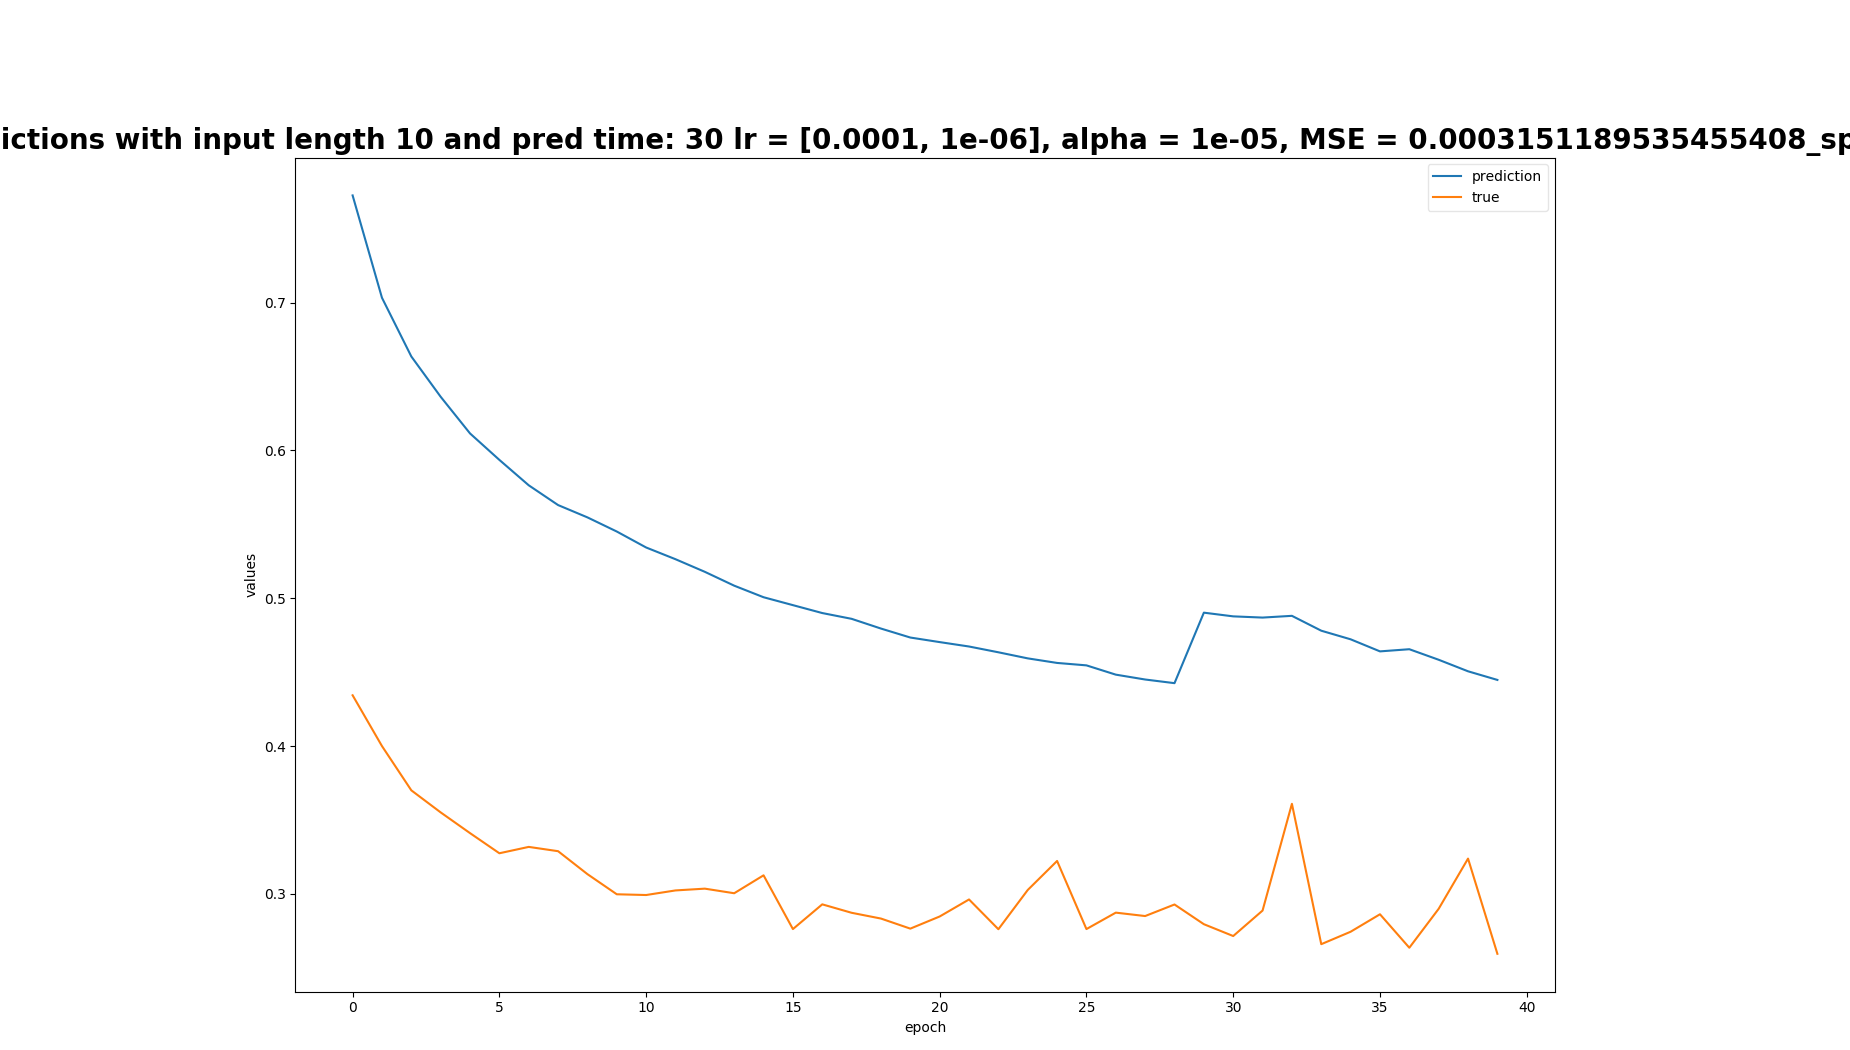 ictions with input length 10 and pred time: 30 lr = [0.0001, 1e-06], alpha = 1e-05, MSE = 0.0003151189535455408_sp
prediction
true
0.7
0.6
0.5
0.4
0.3
values
0
5
10
15
20
25
30
35
40
epoch